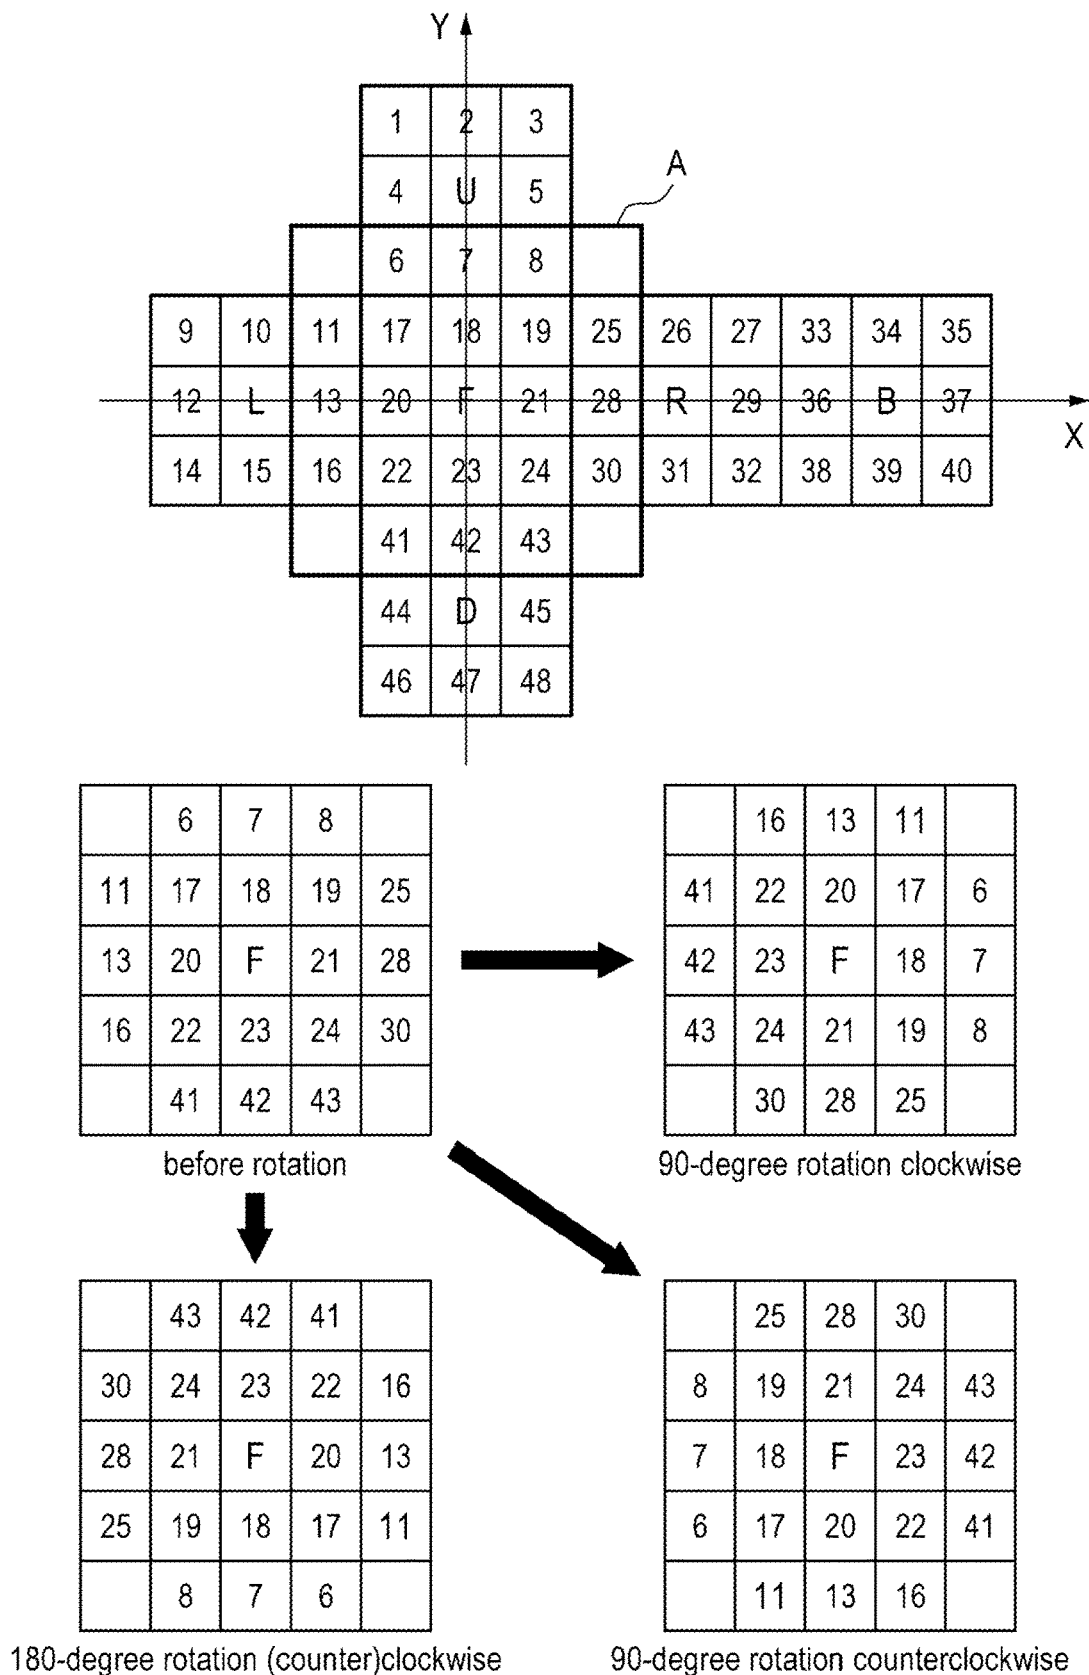 Y
1 2 3
A
4 U 5
6 7 8
9 10 11 17 18 19 25 26 27 33 34 35
12 L 13 20 F 21 28 R 29 36 B 37
X
14 15 16 22 23 24 30 31 32 38 39 40
41 42 43
44 D 45
46 47 48
6 7 8
11 17 18 19 25
13 20 F 21 28
16 22 23 24 30
41 42 43
before rotation
16 13 11
41 22 20 17 6
42 23 F 18 7
43 24 21 19 8
30 28 25
90-degree rotation clockwise
43 42 41
30 24 23 22 16
28 21 F 20 13
25 19 18 17 11
8 7 6
180-degree rotation (counter)clockwise
25 28 30
8 19 21 24 43
7 18 F 23 42
6 17 20 22 41
11 13 16
90-degree rotation counterclockwise